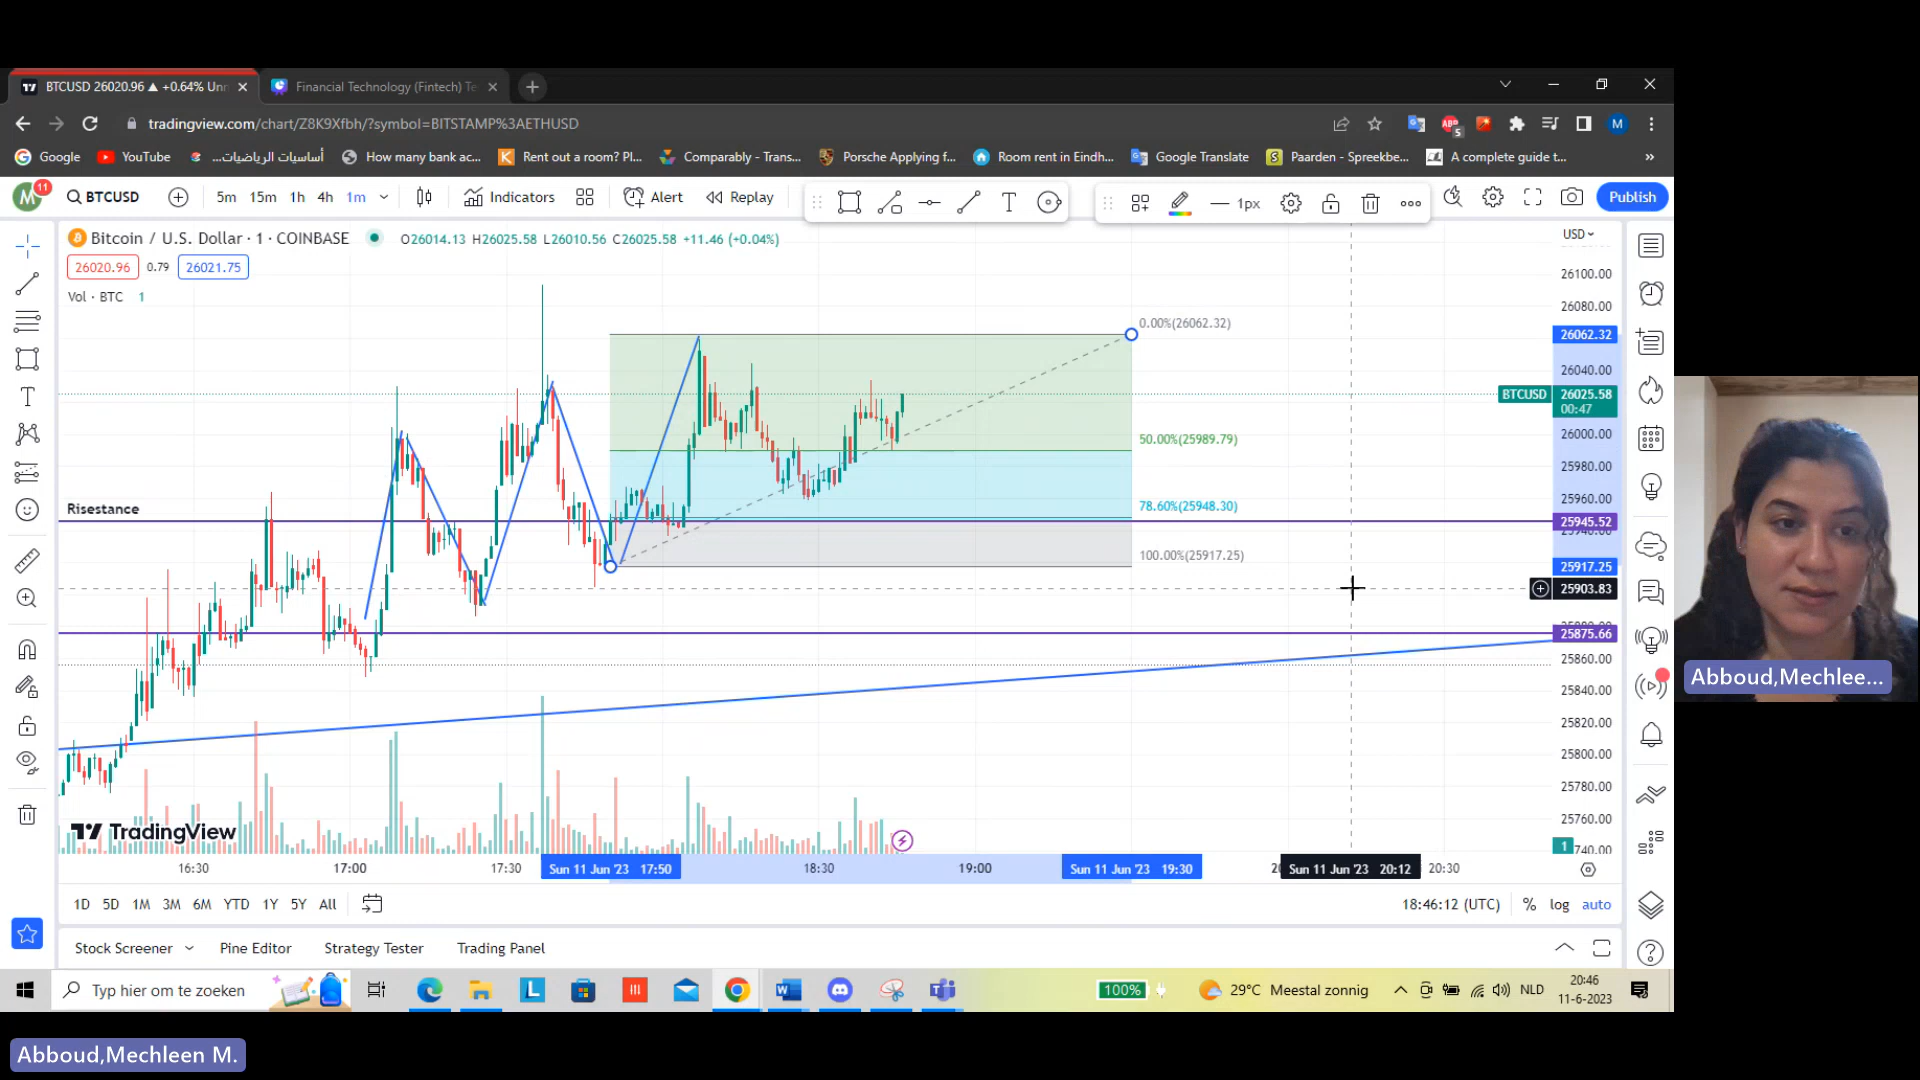 BTCUSD 26020.96 ▲ +0.64% Unn
Financial Technology (Fintech) Te
tradingview.com/chart/Z8K9Xfbh/?symbol=BITSTAMP%3AETHUSD
5
M
Google
YouTube
أساسيات الرياضيات...
How many bank ac...
Rent out a room? Pl...
Comparably - Trans...
Porsche Applying f...
Room rent in Eindh...
Google Translate
Paarden - Spreekbe...
A complete guide t...
»
M 11
BTCUSD
5m 15m 1h 4h 1m
Indicators
Alert
Replay
T
1px
Publish
Bitcoin / U.S. Dollar · 1 · COINBASE
O26014.13 H26025.58 L26010.56 C26025.58 +11.46 (+0.04%)
USD
26020.96 0.79 26021.75
Vol · BTC 1
26100.00
26080.00
0.00%(26062.32)
26062.32
26040.00
BTCUSD 26025.58
00:47
26000.00
50.00%(25989.79)
25980.00
25960.00
78.60%(25948.30)
Risestance
25945.52
100.00%(25917.25)
25917.25
25903.83
25875.66
25860.00
25840.00
25820.00
25800.00
25780.00
25760.00
1
740.00
TradingView
16:30 17:00 17:30 Sun 11 Jun '23 17:50 18:30 19:00 Sun 11 Jun '23 19:30 Sun 11 Jun '23 20:12 20:30
1D 5D 1M 3M 6M YTD 1Y 5Y All
18:46:12 (UTC) % log auto
Stock Screener Pine Editor Strategy Tester Trading Panel
Typ hier om te zoeken
L
100%
29°C Meestal zonnig
NLD
20:46
11-6-2023
Abboud,Mechlee...
Abboud,Mechleen M.